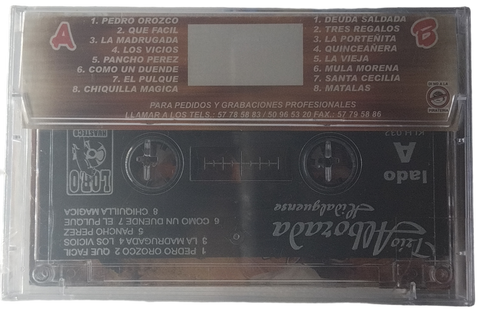 A
1. PEDRO OROZCO
2. QUE FACIL
3. LA MADRUGADA
4. LOS VICIOS
5. PANCHO PEREZ
6. COMO UN DUENDE
7. EL PULQUE
8. CHIQUILLA MAGICA
B
1. DEUDA SALDADA
2. TRES REGALOS
3. LA PORTEÑITA
4. QUINCEAÑERA
5. LA VIEJA
6. MULA MORENA
7. SANTA CECILIA
8. MATALAS
PARA PEDIDOS Y GRABACIONES PROFESIONALES
LLAMAR A LOS TELS.: 57 78 58 83 / 50 96 53 20 FAX.: 57 79 58 86
lado
A
LOBO
Trio Alborada
Hidalguense
1 PEDRO OROZCO 2 QUE FACIL
3 LA MADRUGADA 4 LOS VICIOS
5 PANCHO PEREZ
6 COMO UN DUENDE 7 EL PULQUE
8 CHIQUILLA MAGICA